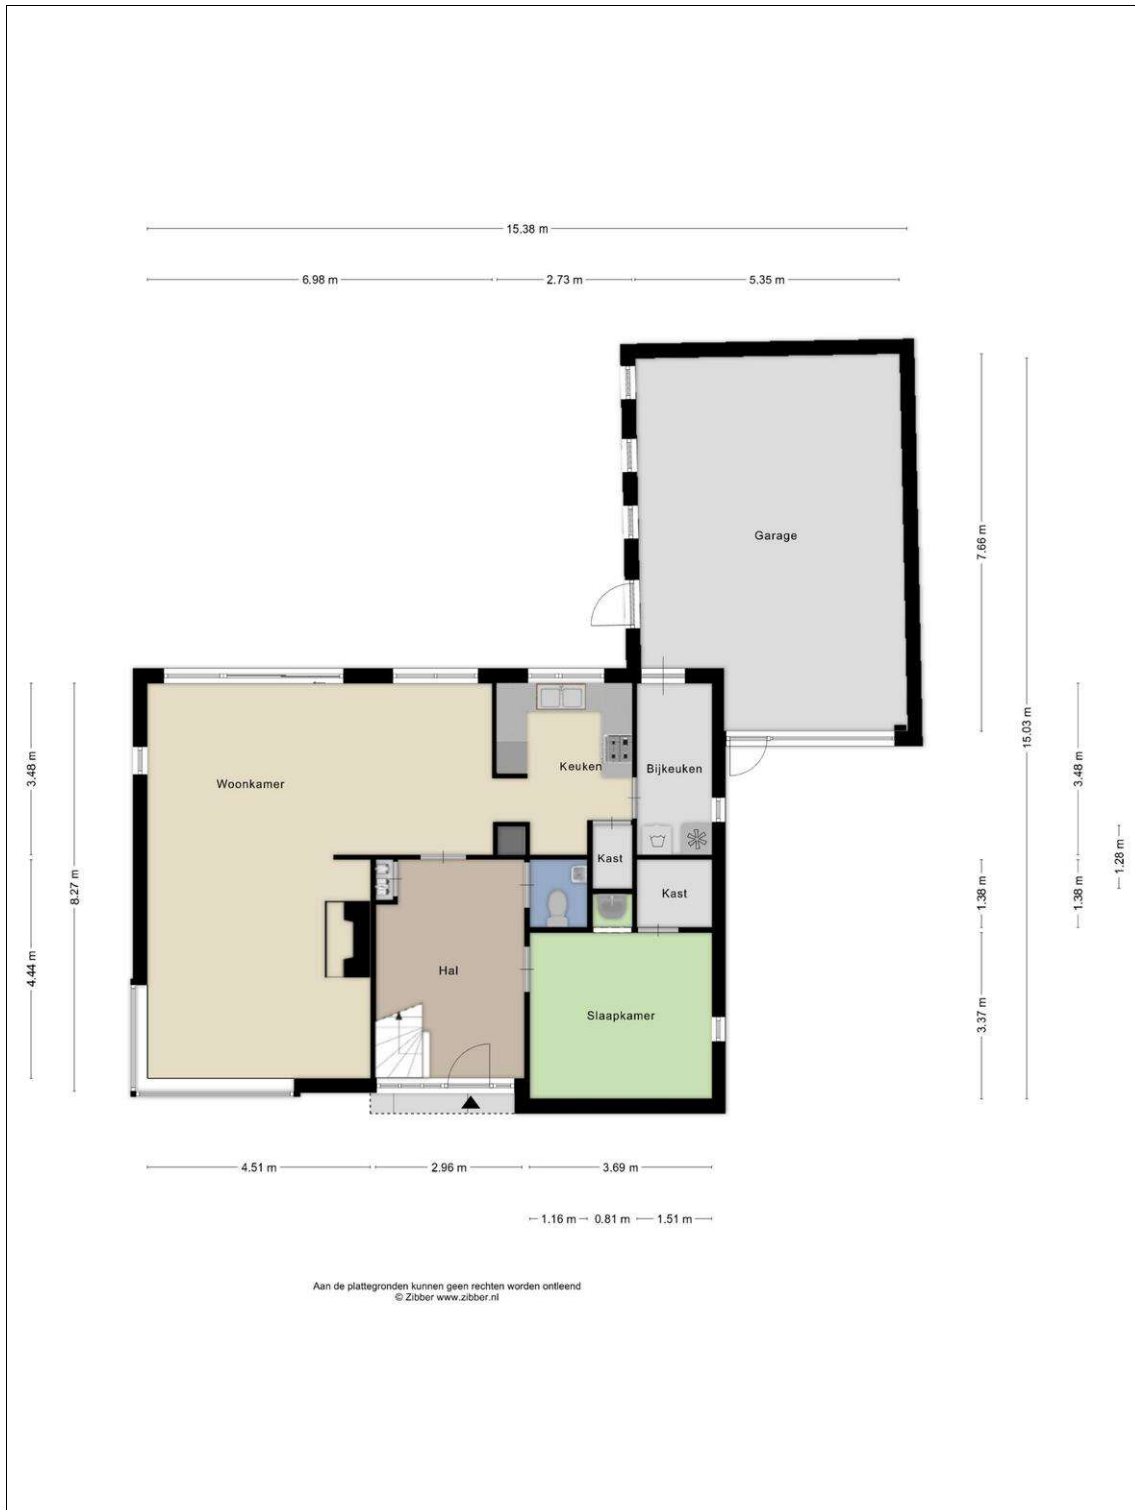 15.38 m
6.98 m
2.73 m
5.35 m
Garage
7.66 m
15.03 m
3.48 m
8.27 m
4.44 m
Woonkamer
Keuken
Bijkeuken
Kast
Kast
Hal
Slaapkamer
3.48 m
1.28 m
1.38 m
1.38 m
3.37 m
4.51 m
2.96 m
3.69 m
1.16 m
0.81 m
1.51 m
Aan de plattegronden kunnen geen rechten worden ontleend
© Zibber www.zibber.nl